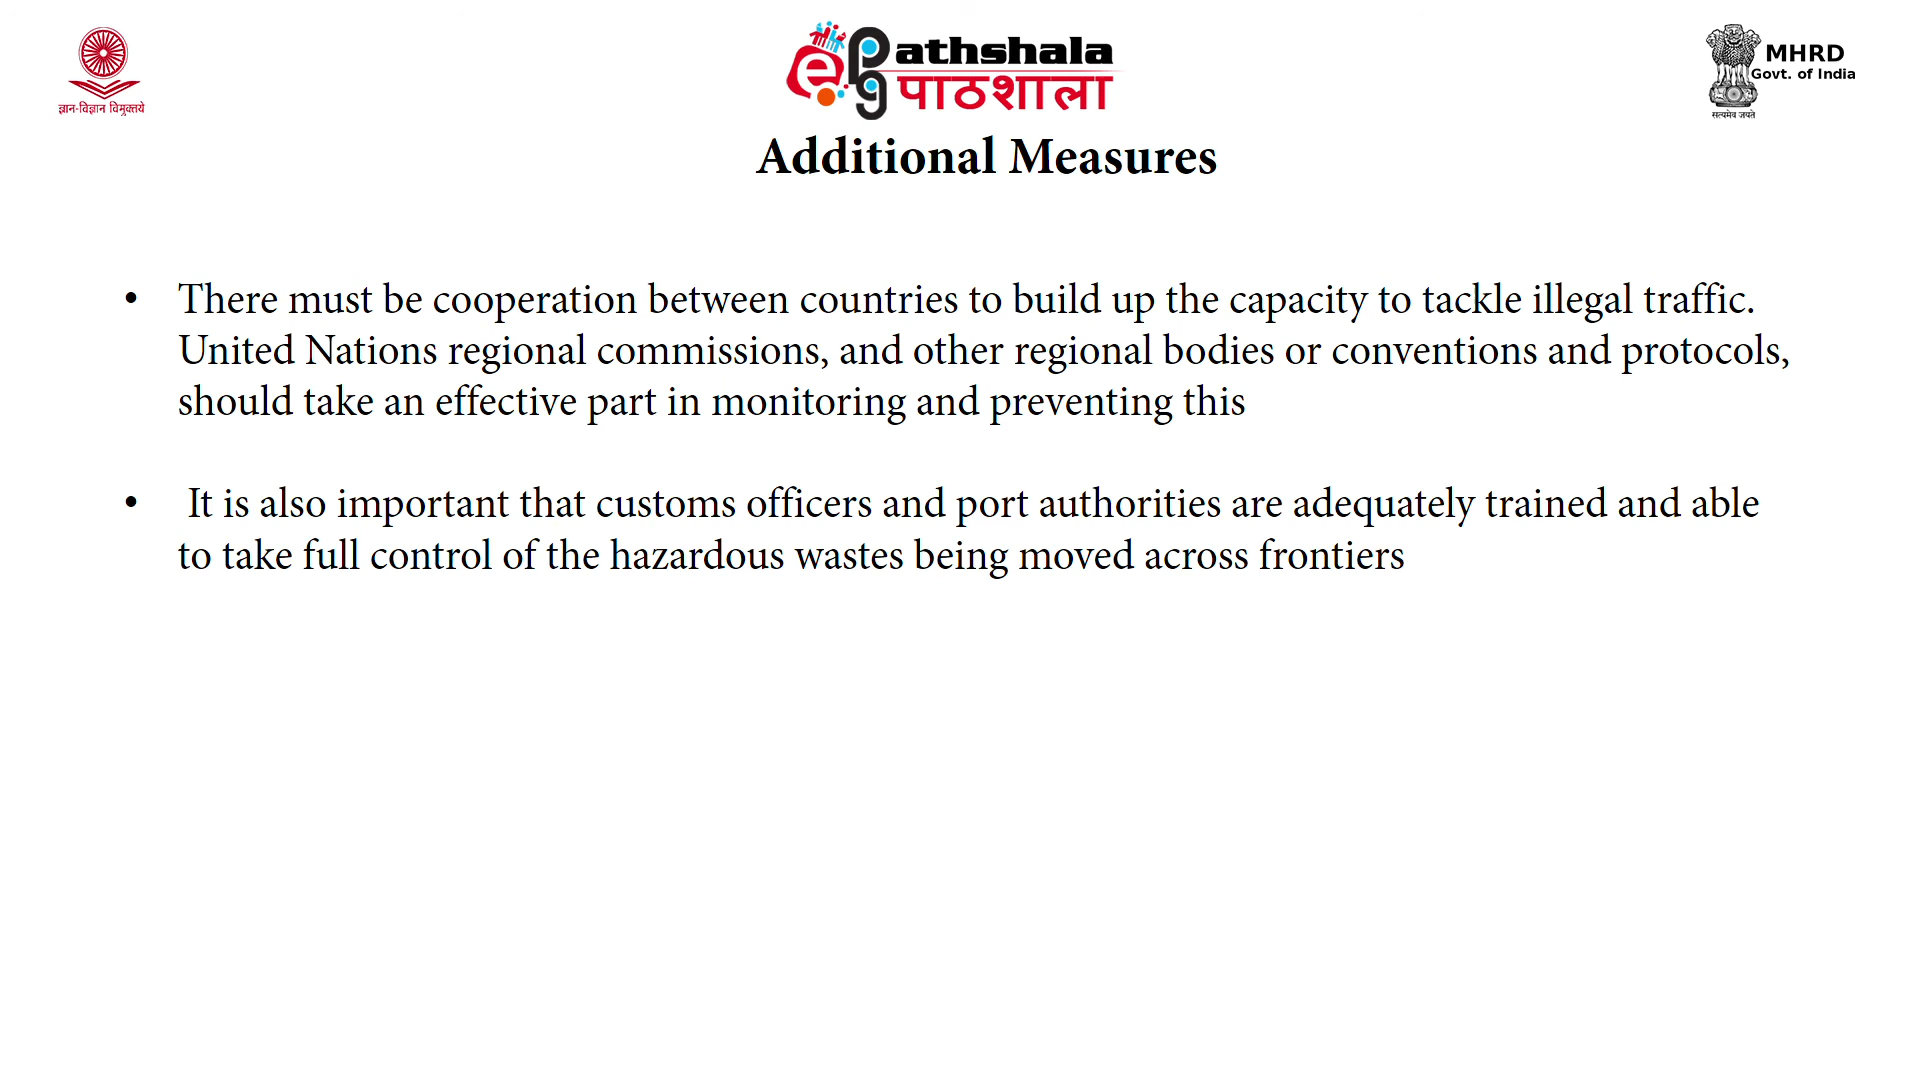 ज्ञान-विज्ञान विमुक्तये
e pg Pathshala
पाठशाला
MHRD
Govt. of India
सत्यमेव जयते
Additional Measures
• There must be cooperation between countries to build up the capacity to tackle illegal traffic.
United Nations regional commissions, and other regional bodies or conventions and protocols,
should take an effective part in monitoring and preventing this
• It is also important that customs officers and port authorities are adequately trained and able
to take full control of the hazardous wastes being moved across frontiers